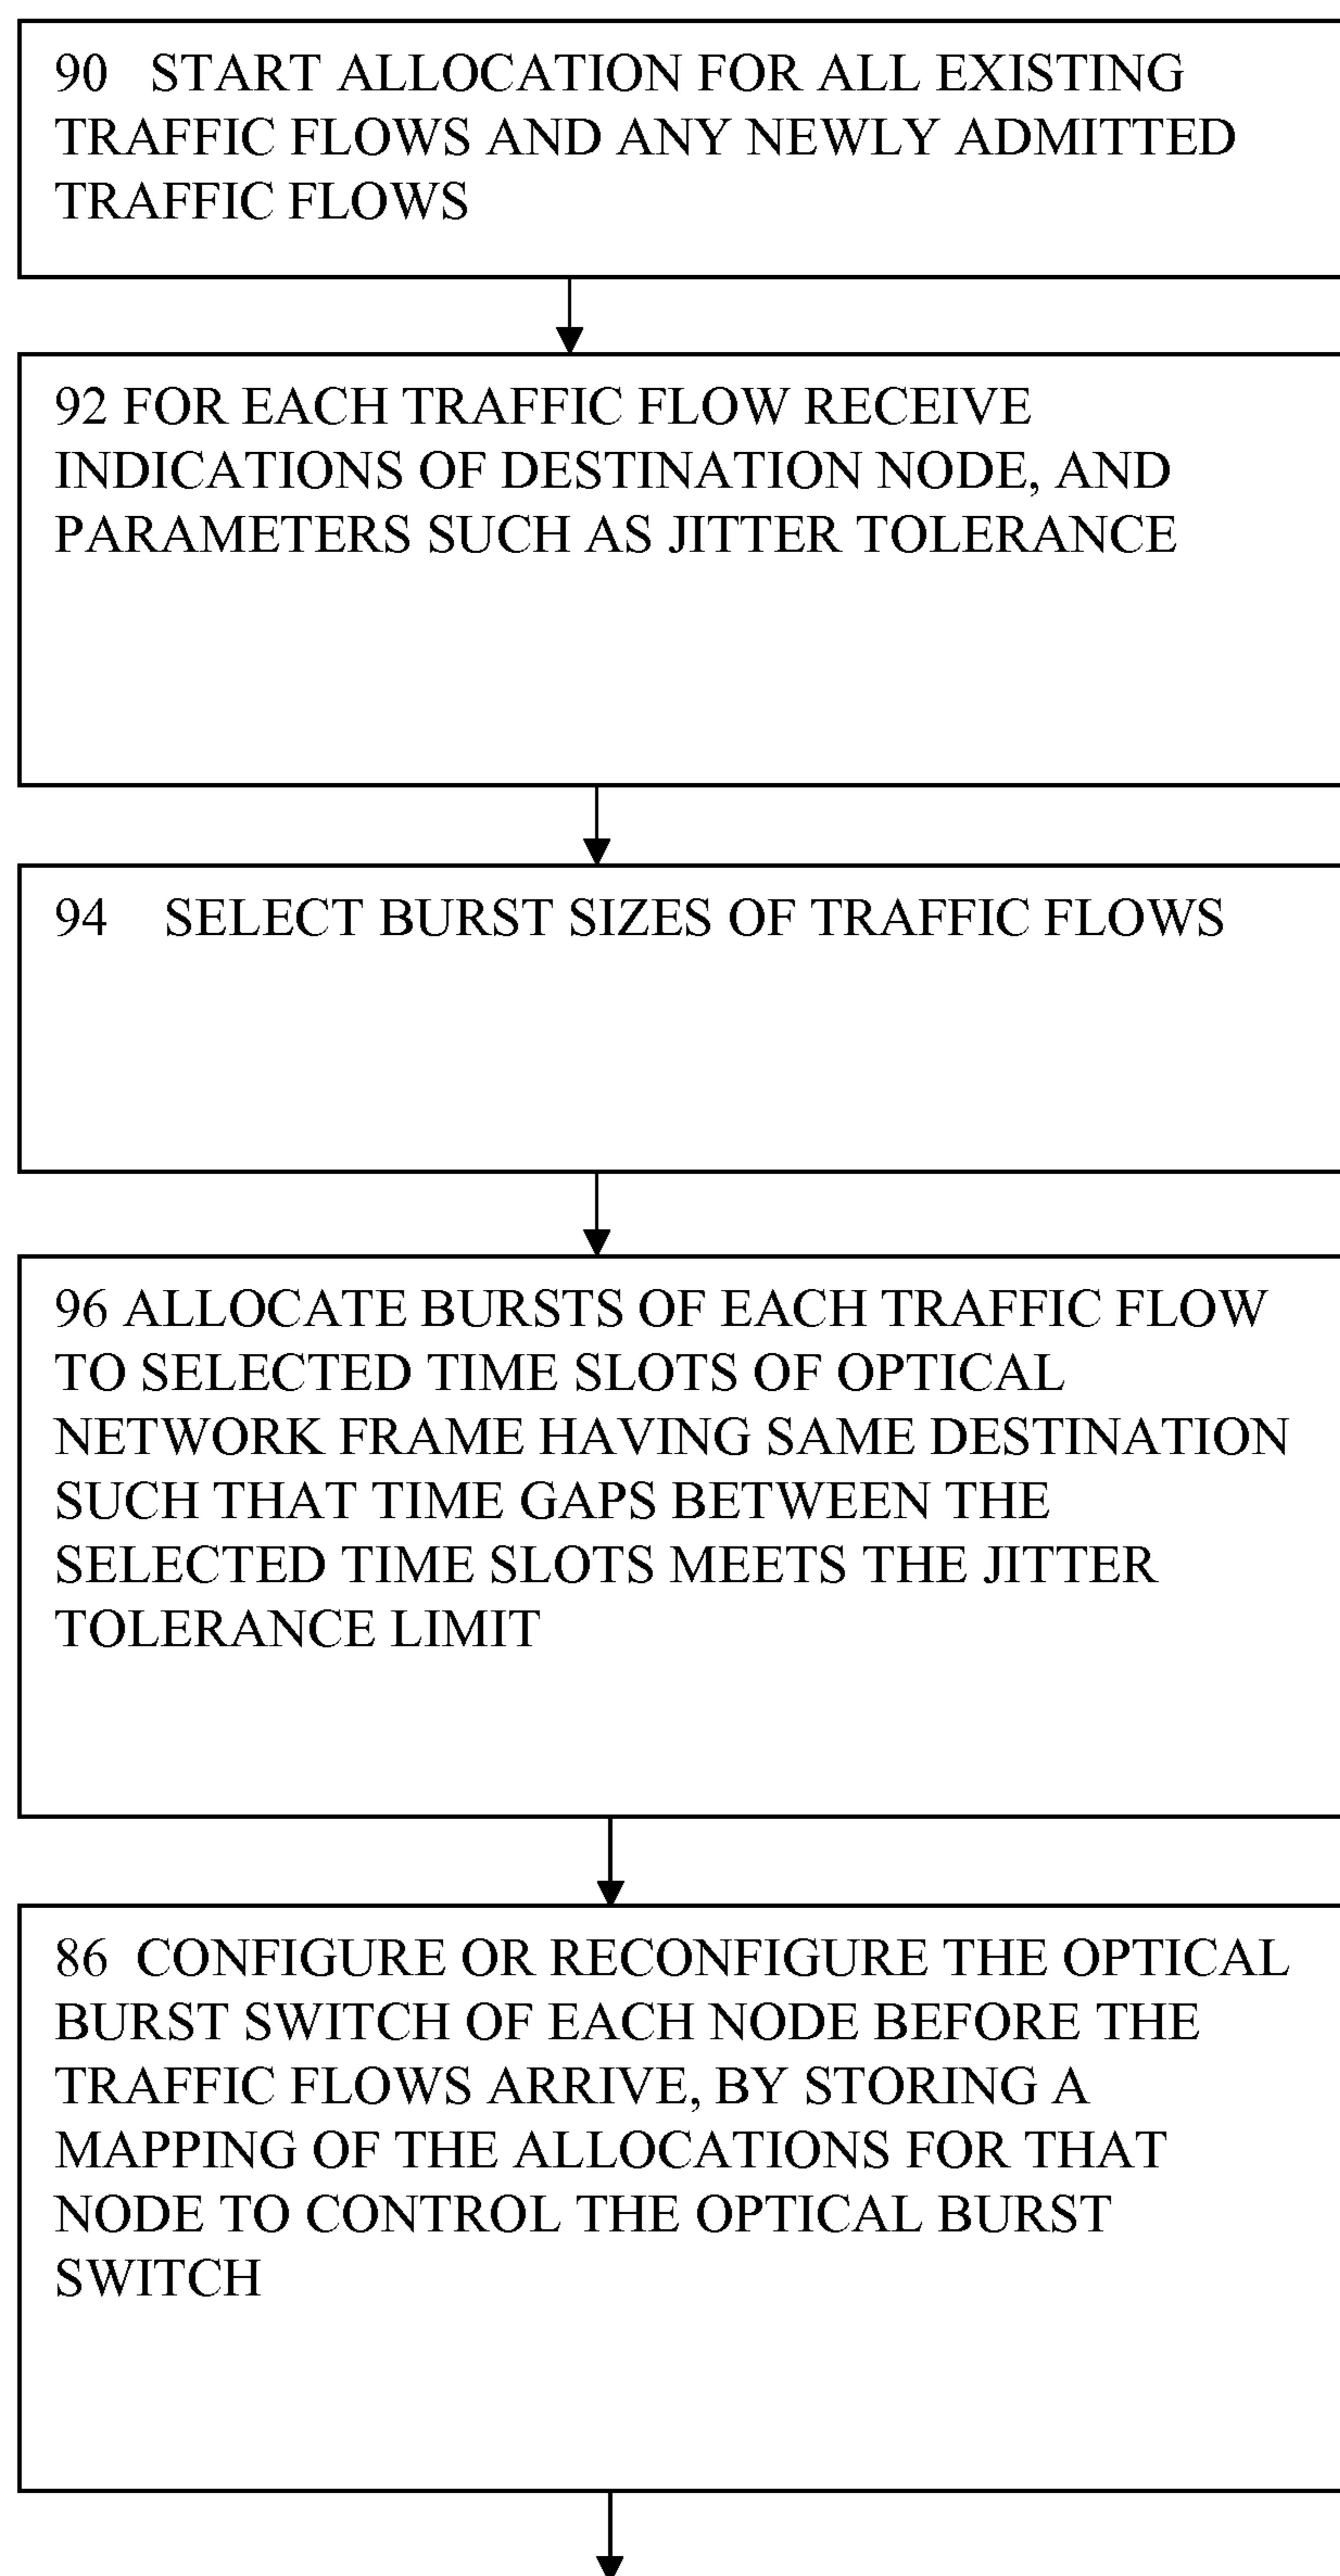 90 START ALLOCATION FOR ALL EXISTING
TRAFFIC FLOWS AND ANY NEWLY ADMITTED
TRAFFIC FLOWS
92 FOR EACH TRAFFIC FLOW RECEIVE
INDICATIONS OF DESTINATION NODE, AND
PARAMETERS SUCH AS JITTER TOLERANCE
94 SELECT BURST SIZES OF TRAFFIC FLOWS
96 ALLOCATE BURSTS OF EACH TRAFFIC FLOW
TO SELECTED TIME SLOTS OF OPTICAL
NETWORK FRAME HAVING SAME DESTINATION
SUCH THAT TIME GAPS BETWEEN THE
SELECTED TIME SLOTS MEETS THE JITTER
TOLERANCE LIMIT
86 CONFIGURE OR RECONFIGURE THE OPTICAL
BURST SWITCH OF EACH NODE BEFORE THE
TRAFFIC FLOWS ARRIVE, BY STORING A
MAPPING OF THE ALLOCATIONS FOR THAT
NODE TO CONTROL THE OPTICAL BURST
SWITCH